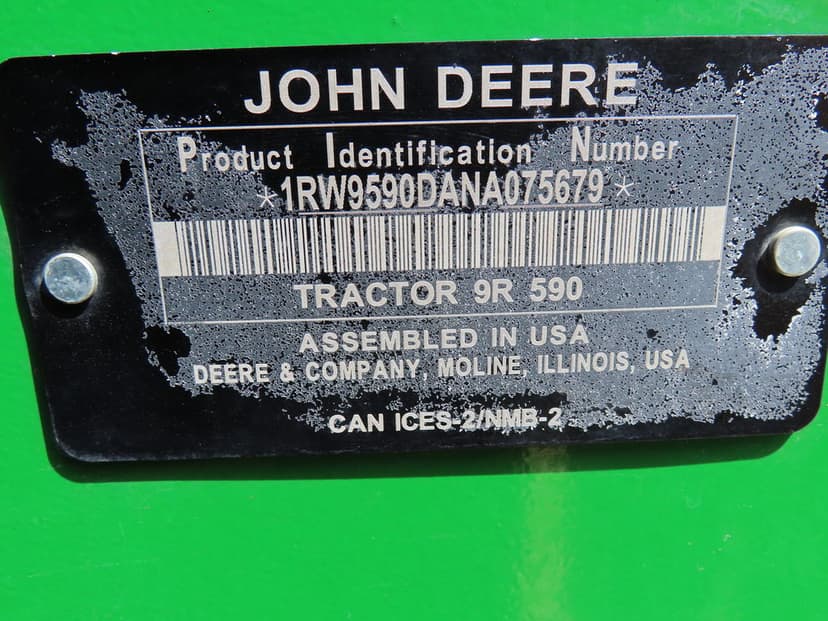 JOHN DEERE
Product Identification Number
*1RW9590DANA075679*
TRACTOR 9R 590
ASSEMBLED IN USA
DEERE & COMPANY, MOLINE, ILLINOIS, USA
CAN ICES-2/NMB-2